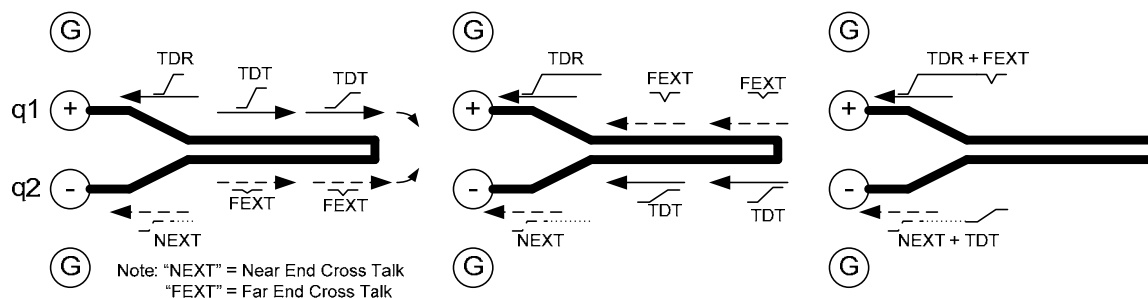 G
TDR
TDT
TDT
q1
+
q2
-
FEXT
FEXT
NEXT
G
Note: “NEXT” = Near End Cross Talk
“FEXT” = Far End Cross Talk
G
TDR
FEXT
FEXT
+
-
TDT
TDT
NEXT
G
G
TDR + FEXT
+
-
NEXT + TDT
G